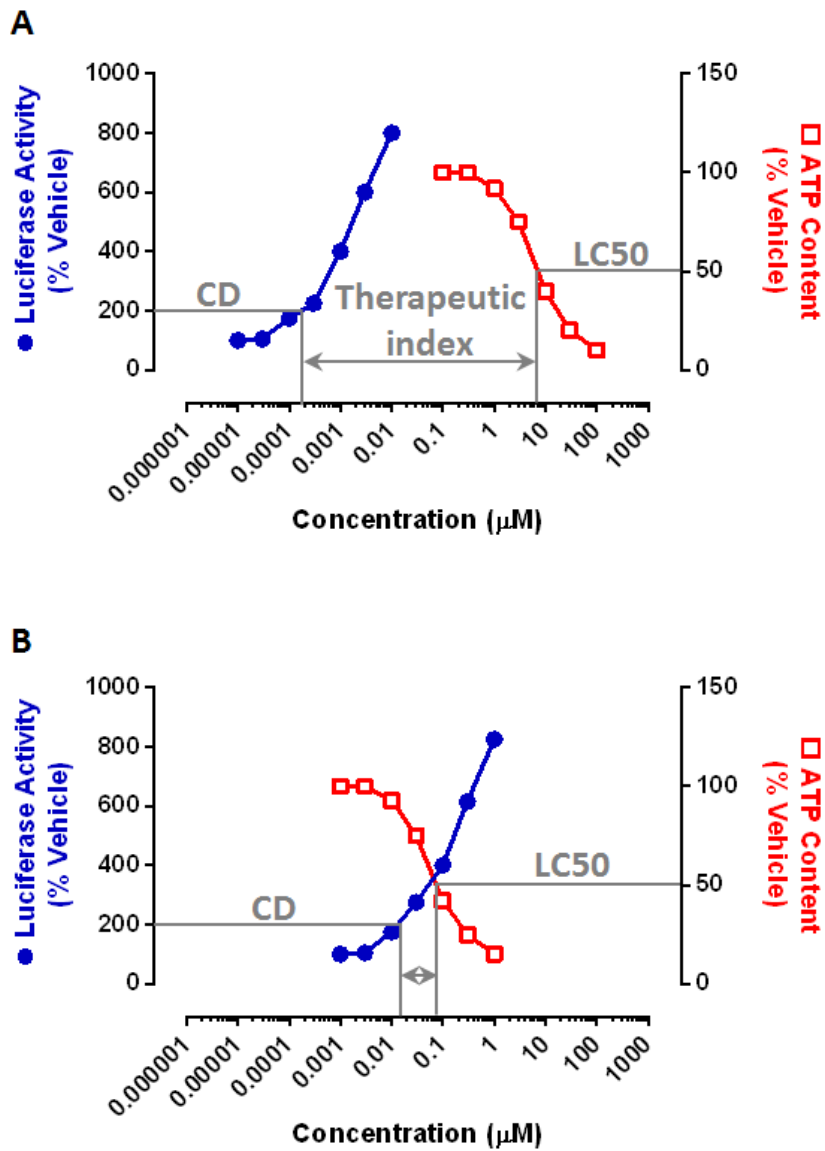 A
Luciferase Activity
(% Vehicle)
1000
800
600
400
200
0
CD
Therapeutic
index
LC50
150
100
50
0
ATP Content
(% Vehicle)
0.000001
0.00001
0.0001
0.001
0.01
0.1
1
10
100
1000
Concentration (μM)
B
Luciferase Activity
(% Vehicle)
1000
800
600
400
200
0
CD
LC50
150
100
50
0
ATP Content
(% Vehicle)
0.000001
0.00001
0.0001
0.001
0.01
0.1
1
10
100
1000
Concentration (μM)